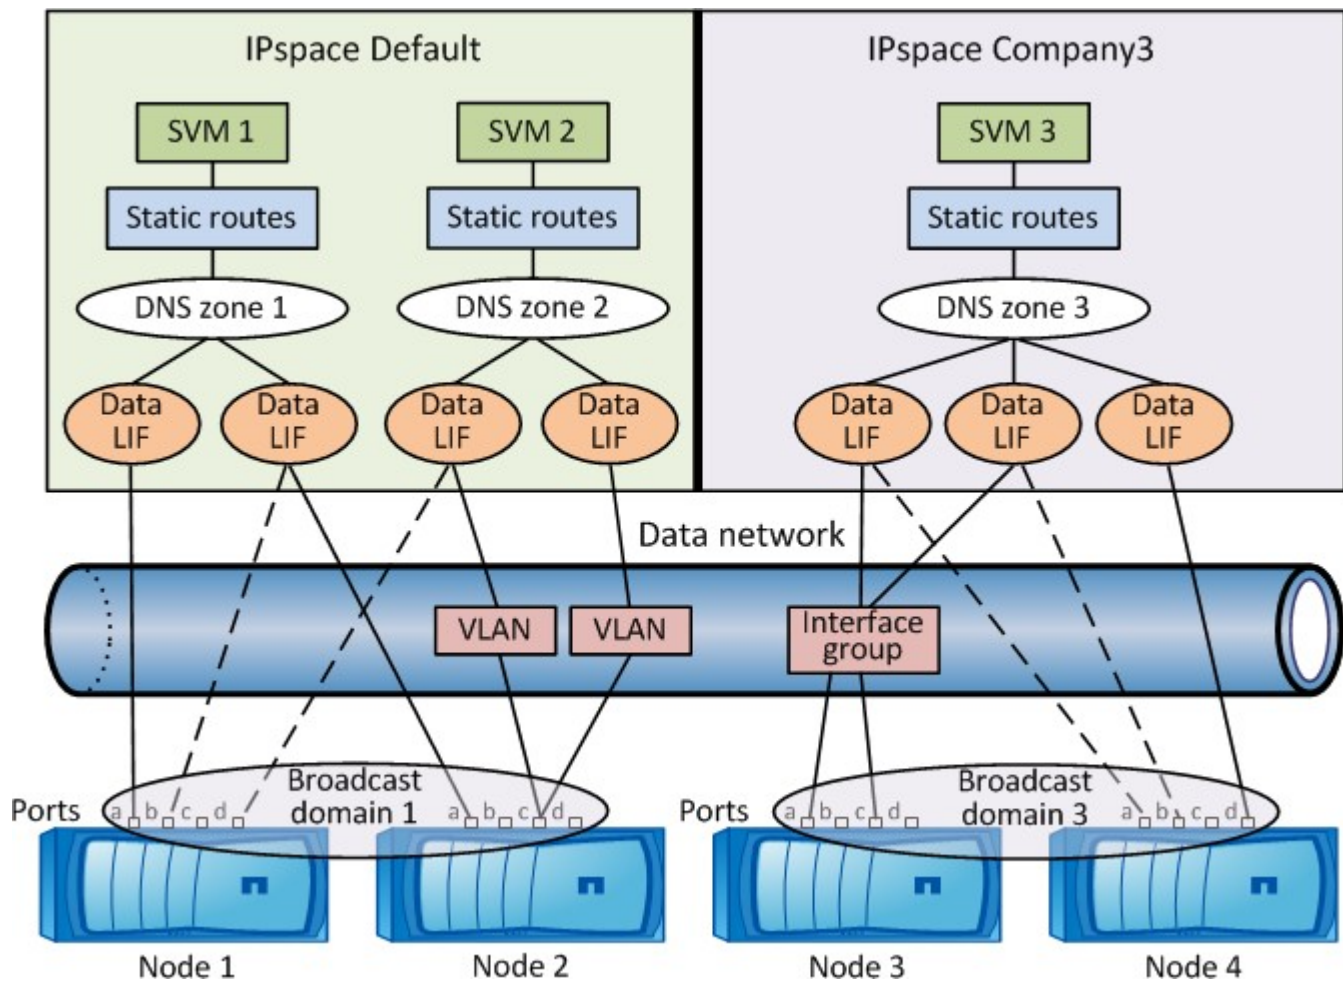 IPspace Default
IPspace Company3
SVM 1
SVM 2
SVM 3
Static routes
Static routes
Static routes
DNS zone 1
DNS zone 2
DNS zone 3
Data
LIF
Data
LIF
Data
LIF
Data
LIF
Data
LIF
Data
LIF
Data
LIF
Data network
VLAN
VLAN
Interface
group
Broadcast
domain 1
Broadcast
domain 3
Ports
a b c d
a b c d
Ports
a b c d
a b c d
Node 1
Node 2
Node 3
Node 4